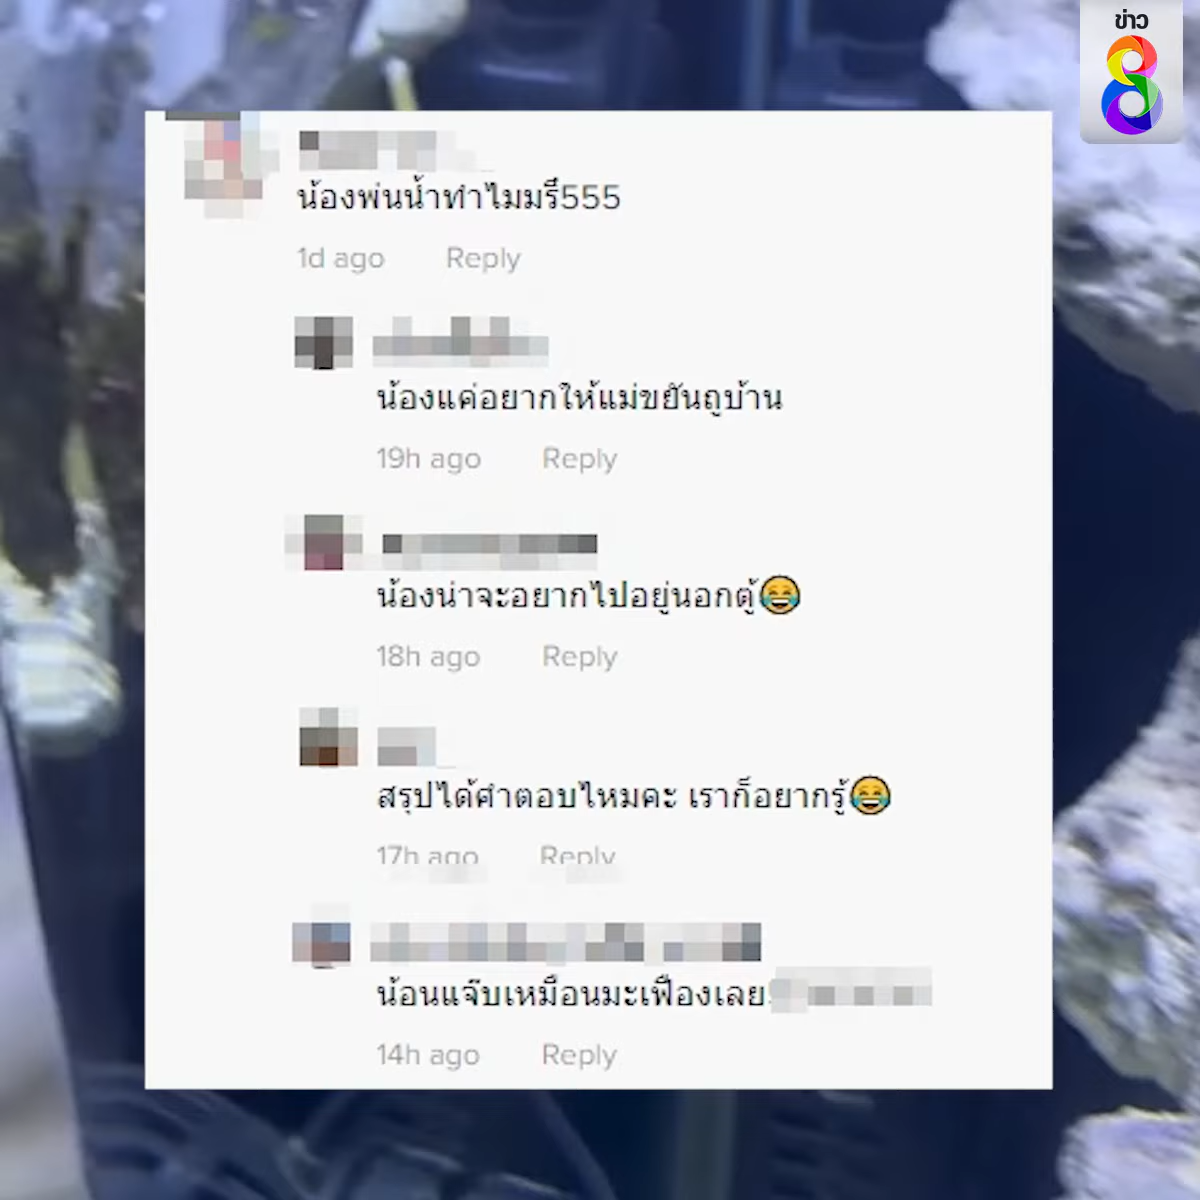 ข่าว
8
น้องพ่นน้ำทำไมมรึ555
1d ago Reply
น้องแค่อยากให้แม่ขยันถูบ้าน
19h ago Reply
น้องน่าจะอยากไปอยู่นอกตู้😂
18h ago Reply
สรุปได้คำตอบไหมคะ เราก็อยากรู้😂
17h ago Reply
น้อนแจ๊บเหมือนมะเฟืองเลย
14h ago Reply